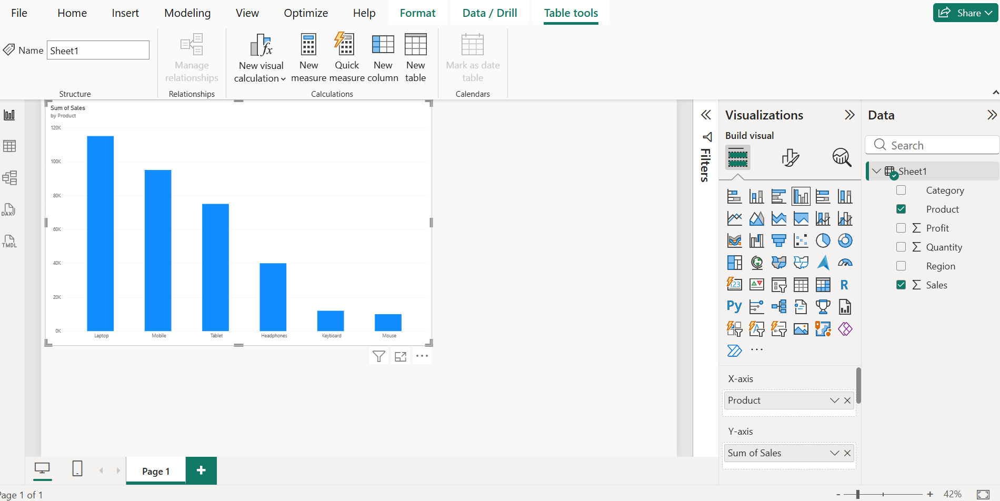 File Home Insert Modeling View Optimize Help Format Data / Drill Table tools Share
Name Sheet1
Manage relationships
New visual calculation
New measure
Quick measure
New column
New table
Mark as date table
Structure Relationships Calculations Calendars
Sum of Sales
by Product
120K
100K
80K
60K
40K
20K
0K
Laptop Mobile Tablet Headphones Keyboard Mouse
DAX
TMDL
Filters
Visualizations
Build visual
123
R
Py
A
X-axis
Product
Y-axis
Sum of Sales
Data
Search
Sheet1
Category
Product
Σ Profit
Σ Quantity
Region
Σ Sales
Page 1 +
Page 1 of 1
- + 42%